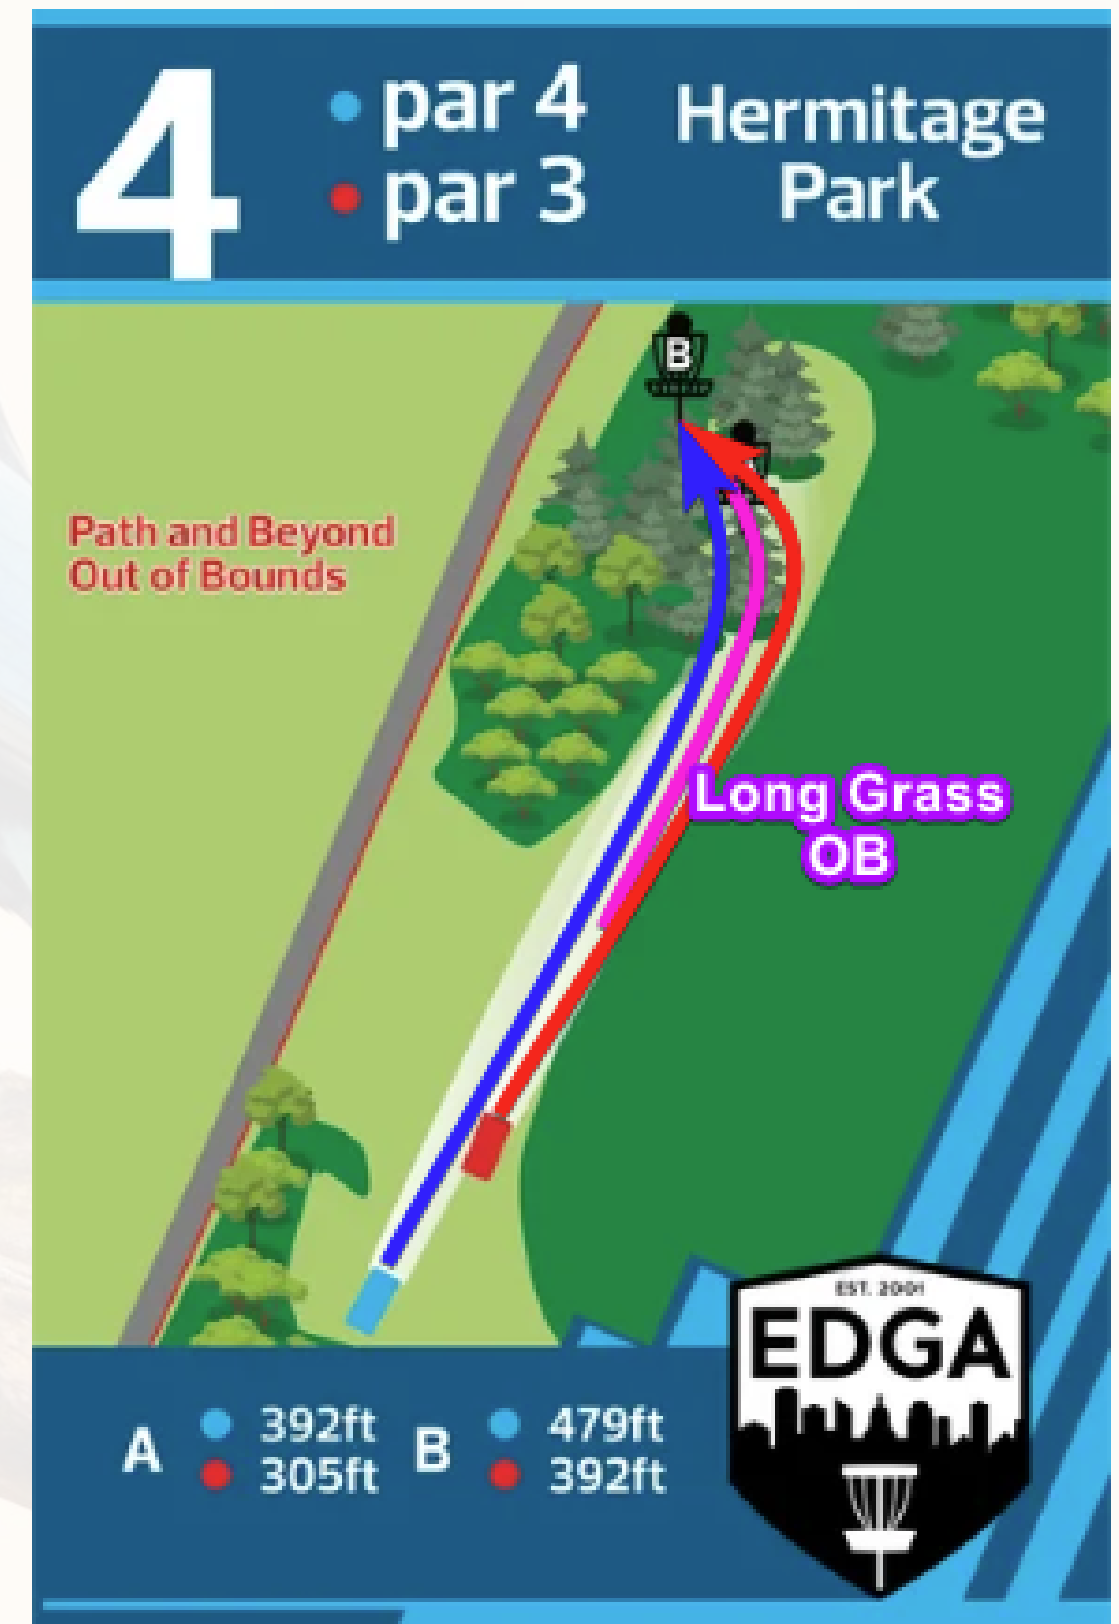 4
par 4
par 3
Hermitage
Park
B
Path and Beyond
Out of Bounds
Long Grass
OB
A
392ft
305ft
B
479ft
392ft
EST. 2001
EDGA